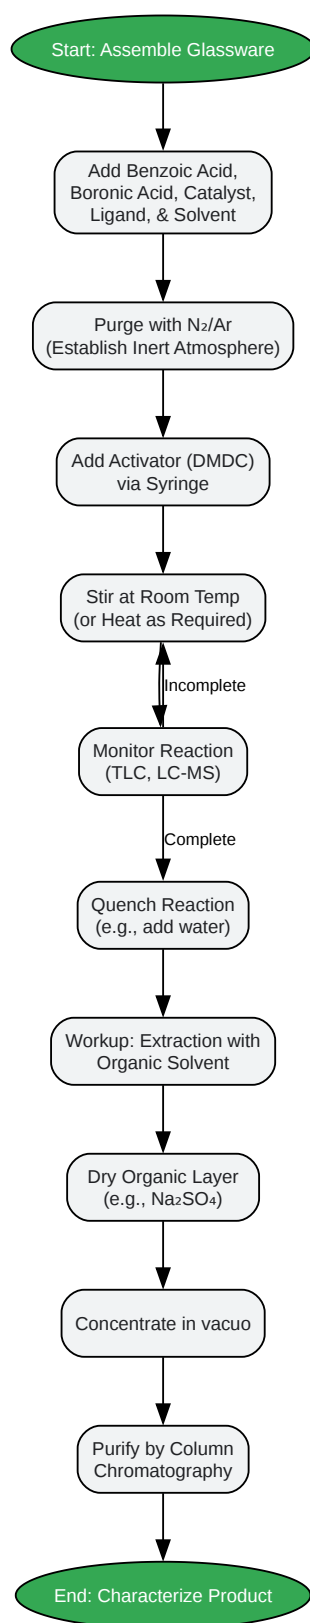 Start: Assemble Glassware
Add Benzoic Acid,
Boronic Acid, Catalyst,
Ligand, & Solvent
Purge with N₂/Ar
(Establish Inert Atmosphere)
Add Activator (DMDC)
via Syringe
Stir at Room Temp
(or Heat as Required)
Incomplete
Monitor Reaction
(TLC, LC-MS)
Complete
Quench Reaction
(e.g., add water)
Workup: Extraction with
Organic Solvent
Dry Organic Layer
(e.g., Na₂SO₄)
Concentrate in vacuo
Purify by Column
Chromatography
End: Characterize Product